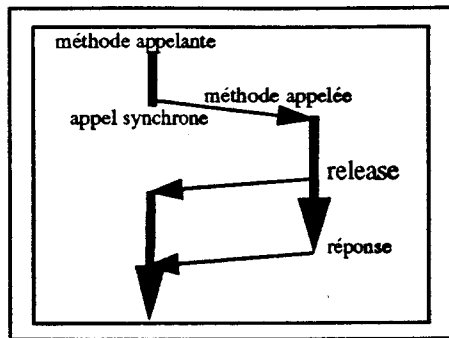 méthode appelante
méthode appelée
appel synchrone
release
réponse